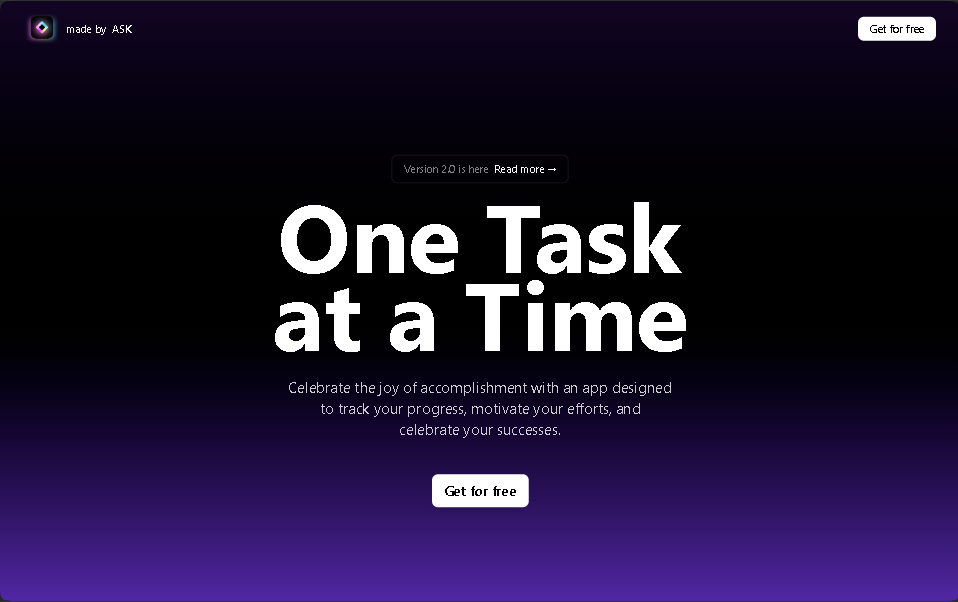 made by ASK
Get for free
Version 2.0 is here Read more →
One Task
at a Time
Celebrate the joy of accomplishment with an app designed
to track your progress, motivate your efforts, and
celebrate your successes.
Get for free